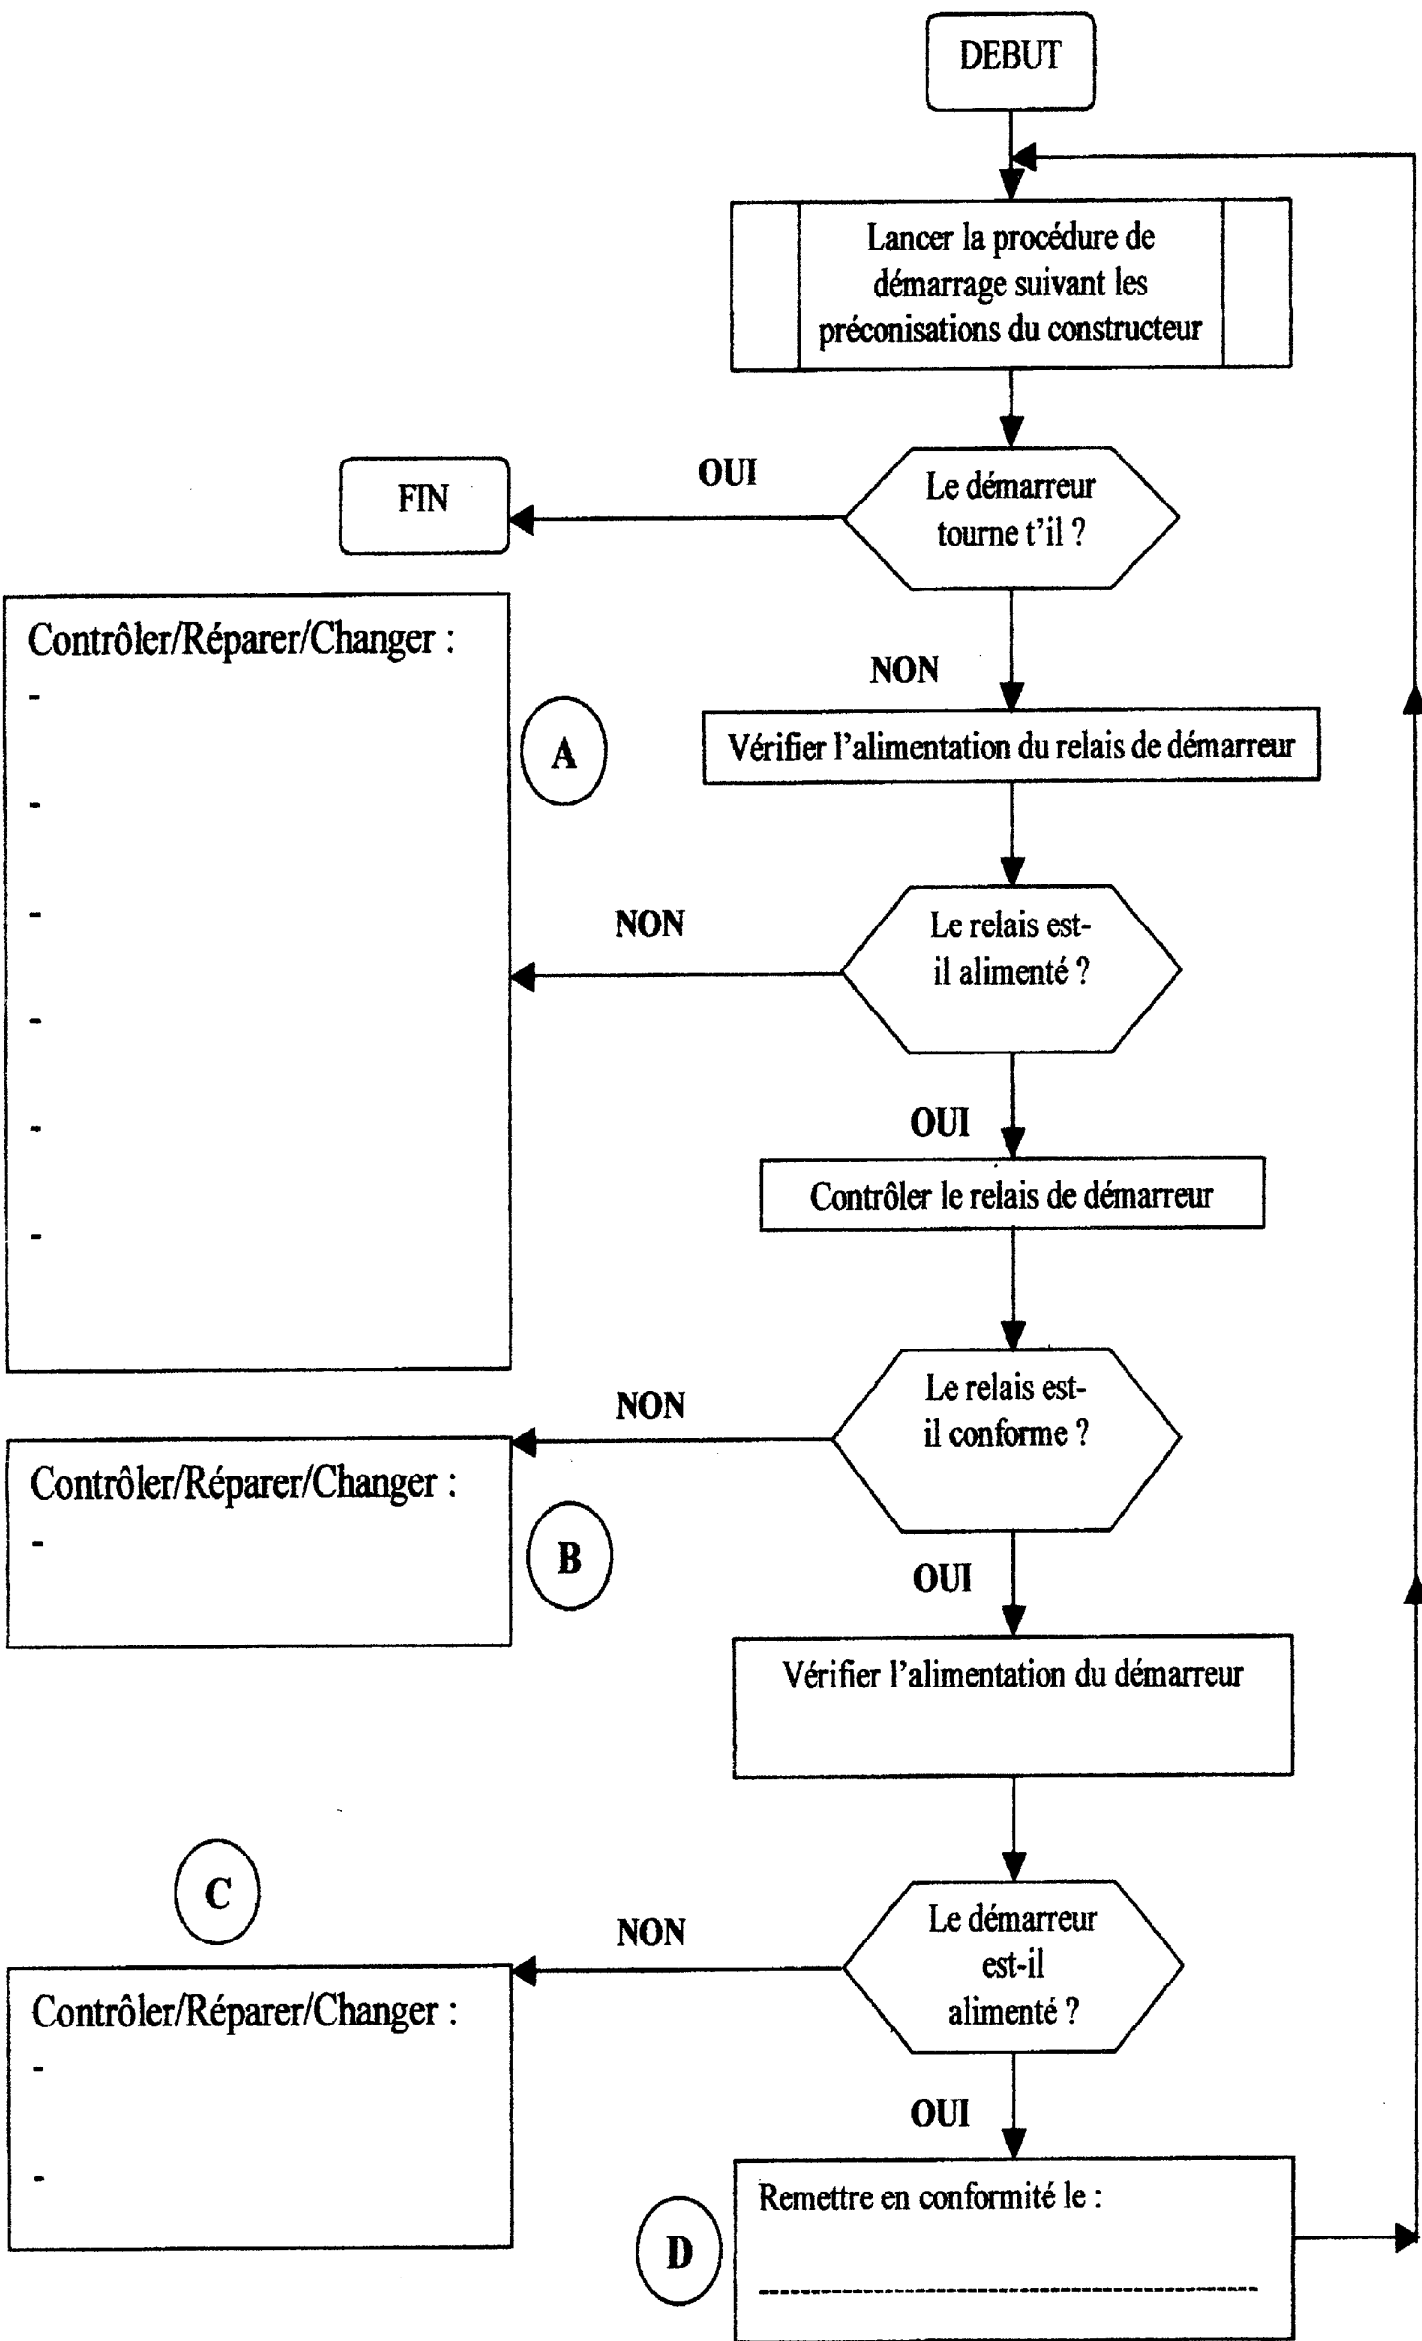 DEBUT
Lancer la procédure de
démarrage suivant les
préconisations du constructeur
Le démarreur
tourne t'il ?
OUI
FIN
NON
Vérifier l'alimentation du relais de démarreur
Le relais est-
il alimenté ?
NON
Contrôler/Réparer/Changer :
-
-
-
-
-
-
A
OUI
Contrôler le relais de démarreur
Le relais est-
il conforme ?
NON
Contrôler/Réparer/Changer :
-
B
OUI
Vérifier l'alimentation du démarreur
Le démarreur
est-il
alimenté ?
NON
C
Contrôler/Réparer/Changer :
-
-
OUI
Remettre en conformité le :
D